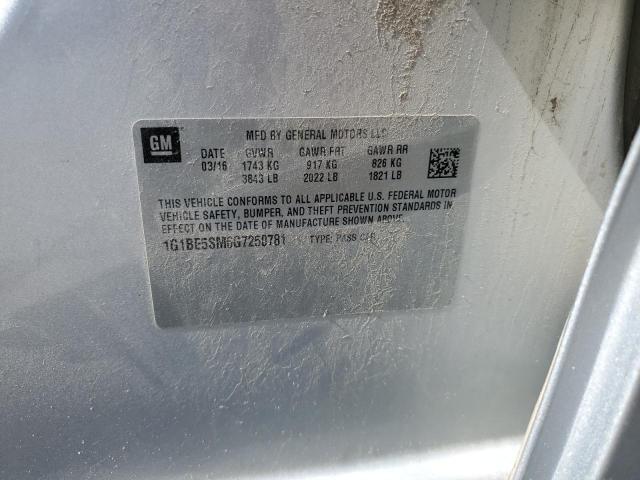 GM
MFD BY GENERAL MOTORS LLC
DATE GVWR GAWR FRT GAWR RR
03/16 1743 KG 917 KG 826 KG
3843 LB 2022 LB 1821 LB
THIS VEHICLE CONFORMS TO ALL APPLICABLE U.S. FEDERAL MOTOR
VEHICLE SAFETY, BUMPER, AND THEFT PREVENTION STANDARDS IN
EFFECT ON THE DATE OF MANUFACTURE SHOWN ABOVE.
TYPE: PASS CAR